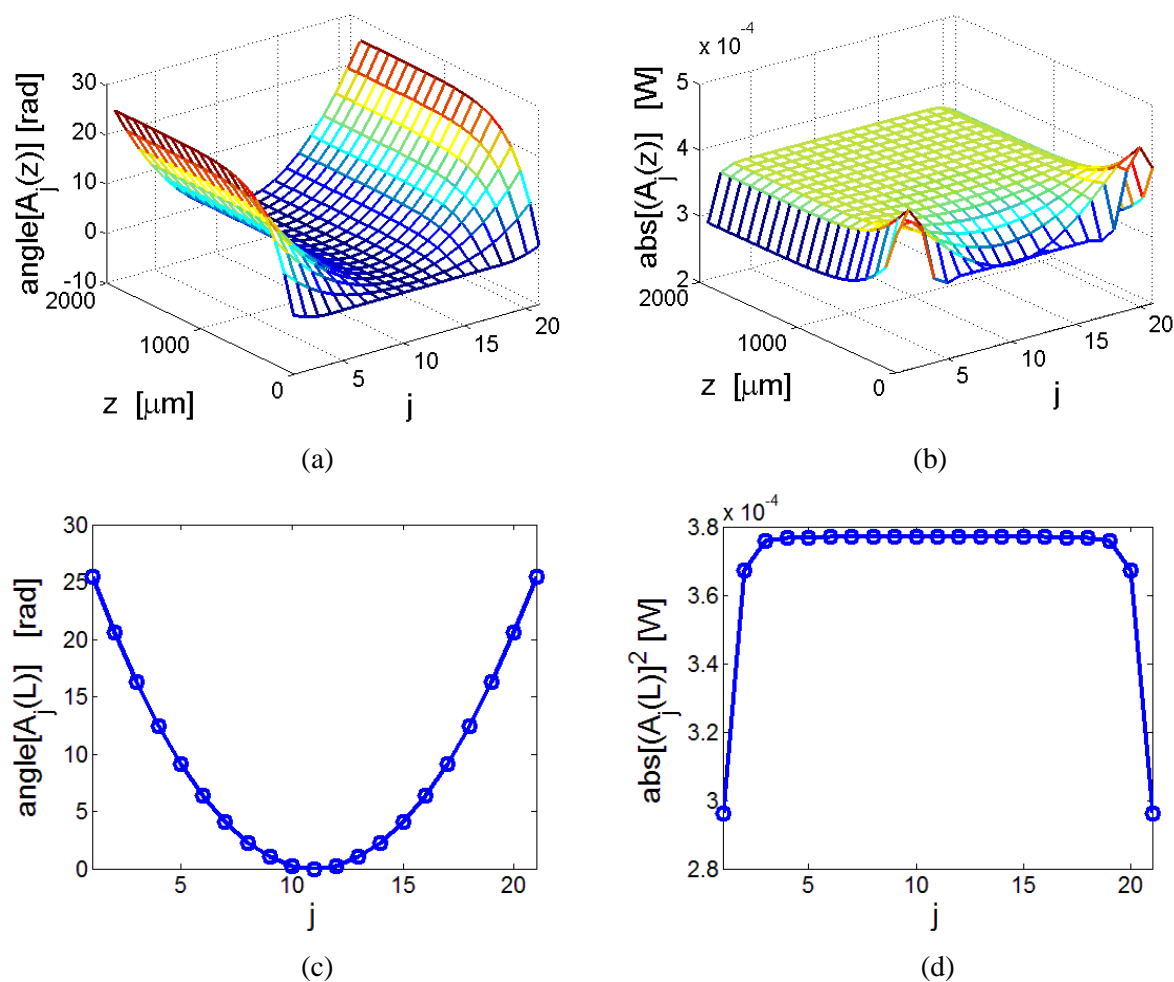 30
20
10
0
-10
2000
1000
0
5
10
15
20
angle[A_j(z)] [rad]
z [μm]
j
(a)
x 10^-4
5
4
3
2
2000
1000
0
5
10
15
20
abs[(A_j(z)] [W]
z [μm]
j
(b)
30
25
20
15
10
5
0
5
10
15
20
angle[A_j(L)] [rad]
j
(c)
x 10^-4
3.8
3.6
3.4
3.2
3
2.8
5
10
15
20
abs[(A_j(L)]^2 [W]
j
(d)